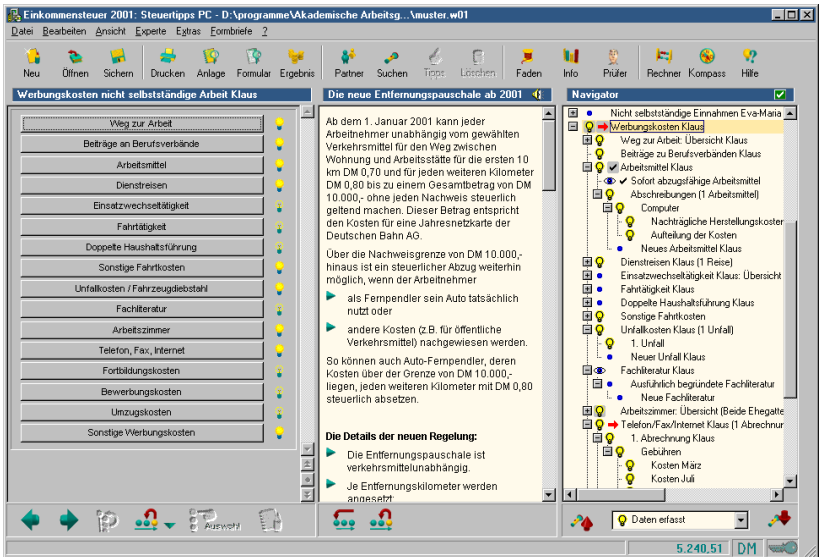 Einkommensteuer 2001: Steuertipps PC - D:\programme\Akademische Arbeitsg...\muster.w01
Datei Bearbeiten Ansicht Experte Extras Formbriefe ?
Neu Öffnen Sichern Drucken Anlage Formular Ergebnis Partner Suchen Tipps Löschen Faden Info Prüfer Rechner Kompass Hilfe
Werbungskosten nicht selbstständige Arbeit Klaus
Weg zur Arbeit
Beiträge an Berufsverbände
Arbeitsmittel
Dienstreisen
Einsatzwechseltätigkeit
Fahrtätigkeit
Doppelte Haushaltsführung
Sonstige Fahrtkosten
Unfallkosten / Fahrzeugdiebstahl
Fachliteratur
Arbeitszimmer
Telefon, Fax, Internet
Fortbildungskosten
Bewerbungskosten
Umzugskosten
Sonstige Werbungskosten
Auswahl
Die neue Entfernungspauschale ab 2001
Ab dem 1. Januar 2001 kann jeder
Arbeitnehmer unabhängig vom gewählten
Verkehrsmittel für den Weg zwischen
Wohnung und Arbeitsstätte für die ersten 10
km DM 0,70 und für jeden weiteren Kilometer
DM 0,80 bis zu einem Gesamtbetrag von DM
10.000,- ohne jeden Nachweis steuerlich
geltend machen. Dieser Betrag entspricht
den Kosten für eine Jahresnetzkarte der
Deutschen Bahn AG.
Über die Nachweisgrenze von DM 10.000,-
hinaus ist ein steuerlicher Abzug weiterhin
möglich, wenn der Arbeitnehmer
als Fernpendler sein Auto tatsächlich
nutzt oder
andere Kosten (z.B. für öffentliche
Verkehrsmittel) nachgewiesen werden.
So können auch Auto-Fernpendler, deren
Kosten über der Grenze von DM 10.000,-
liegen, jeden weiteren Kilometer mit DM 0,80
steuerlich absetzen.
Die Details der neuen Regelung:
Die Entfernungspauschale ist
verkehrsmittelunabhängig.
Je Entfernungskilometer werden
angesetzt:
Navigator
Nicht selbstständige Einnahmen Eva-Maria
Werbungskosten Klaus
Weg zur Arbeit: Übersicht Klaus
Beiträge zu Berufsverbänden Klaus
Arbeitsmittel Klaus
Sofort abzugsfähige Arbeitsmittel
Abschreibungen (1 Arbeitsmittel)
Computer
Nachträgliche Herstellungskosten
Aufteilung der Kosten
Neues Arbeitsmittel Klaus
Dienstreisen Klaus (1 Reise)
Einsatzwechseltätigkeit Klaus: Übersicht
Fahrtätigkeit Klaus
Doppelte Haushaltsführung Klaus
Sonstige Fahrtkosten
Unfallkosten Klaus (1 Unfall)
1. Unfall
Neuer Unfall Klaus
Fachliteratur Klaus
Ausführlich begründete Fachliteratur
Neue Fachliteratur
Arbeitszimmer: Übersicht (Beide Ehegatte
Telefon/Fax/Internet Klaus (1 Abrechnur
1. Abrechnung Klaus
Gebühren
Kosten März
Kosten Juli
Daten erfasst
5.240,51 DM